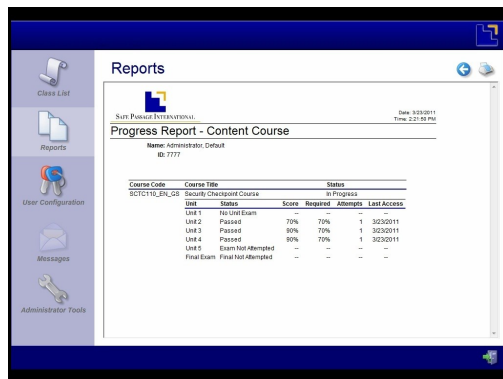 Reports
Class List
Reports
User Configuration
Messages
Administrator Tools
SAFE PASSAGE INTERNATIONAL
Date: 3/23/2011
Time: 2:21:50 PM
Progress Report - Content Course
Name: Administrator, Default
ID: 7777
Course Code Course Title Status
SCTC110_EN_GS Security Checkpoint Course In Progress
Unit Status Score Required Attempts Last Access
Unit 1 No Unit Exam -- -- -- --
Unit 2 Passed 70% 70% 1 3/23/2011
Unit 3 Passed 90% 70% 1 3/23/2011
Unit 4 Passed 90% 70% 1 3/23/2011
Unit 5 Exam Not Attempted -- -- -- --
Final Exam Final Not Attempted -- -- -- --